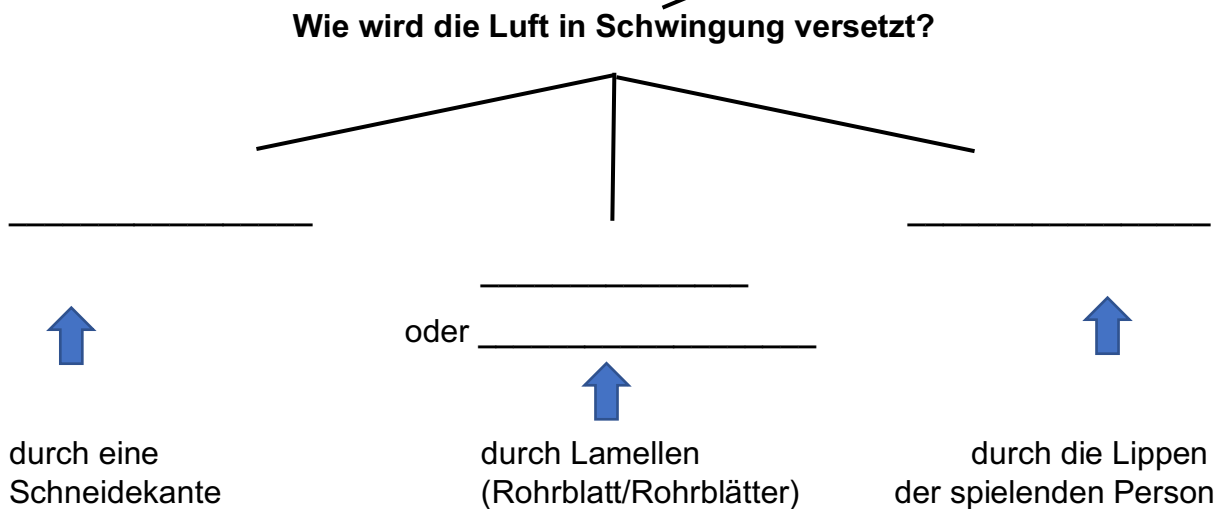 Wie wird die Luft in Schwingung versetzt?
oder
durch eine
Schneidekante
durch Lamellen
(Rohrblatt/Rohrblätter)
durch die Lippen
der spielenden Person